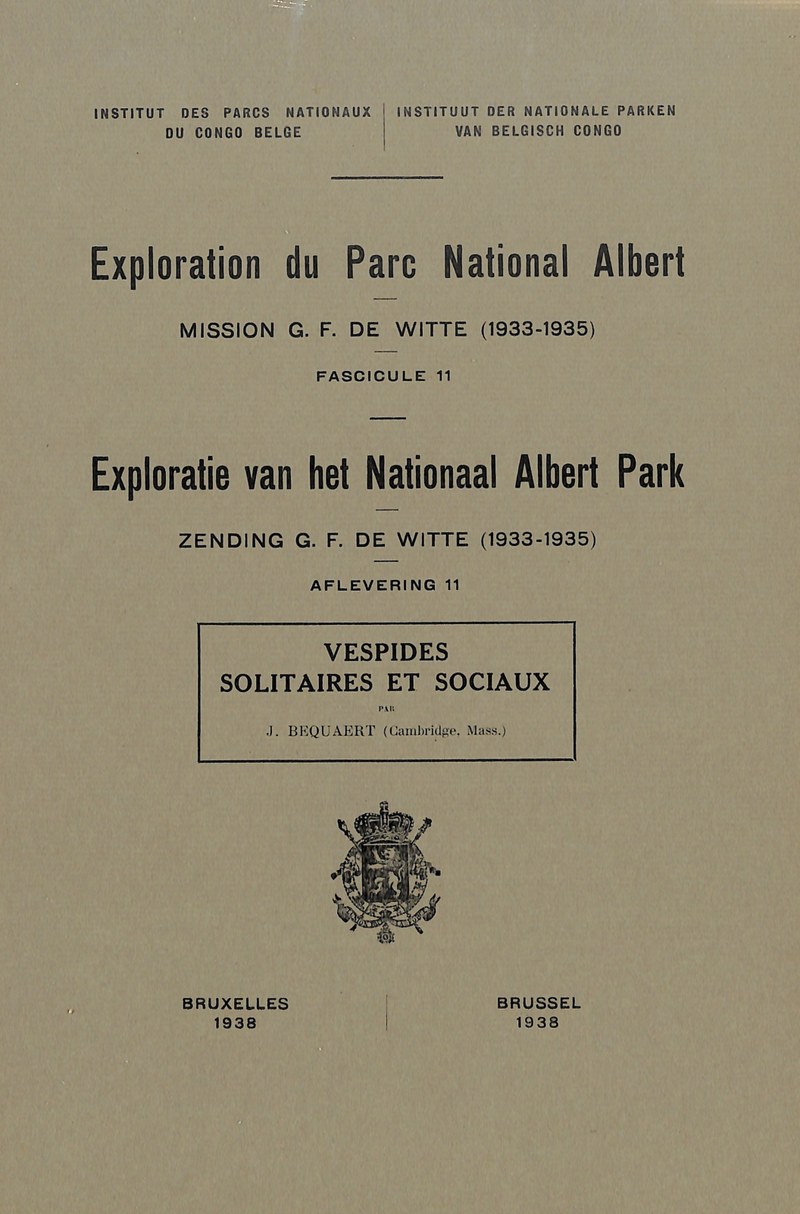 INSTITUT DES PARCS NATIONAUX
DU CONGO BELGE
INSTITUUT DER NATIONALE PARKEN
VAN BELGISCH CONGO
Exploration du Parc National Albert
MISSION G. F. DE WITTE (1933-1935)
FASCICULE 11
Exploratie van het Nationaal Albert Park
ZENDING G. F. DE WITTE (1933-1935)
AFLEVERING 11
VESPIDES
SOLITAIRES ET SOCIAUX
PAR
J. BEQUAERT (Cambridge, Mass.)
BRUXELLES
1938
BRUSSEL
1938